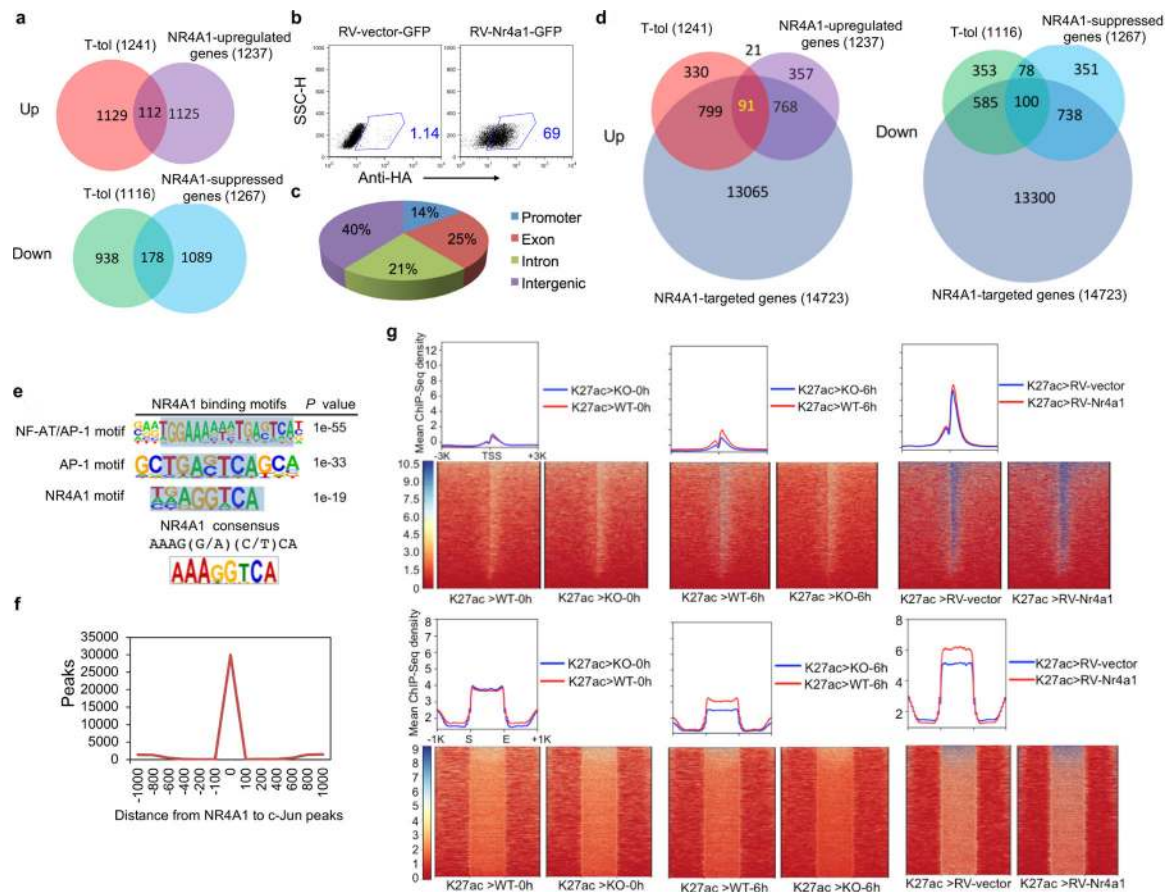 a
T-tol (1241)
NR4A1-upregulated
genes (1237)
Up
1129
112
1125
T-tol (1116)
NR4A1-suppressed
genes (1267)
Down
938
178
1089
b
RV-vector-GFP
RV-Nr4a1-GFP
SSC-H
1.14
69
Anti-HA
c
14%
25%
21%
40%
Promoter
Exon
Intron
Intergenic
d
T-tol (1241)
21
NR4A1-upregulated
genes (1237)
330
357
799
91
768
Up
13065
NR4A1-targeted genes (14723)
T-tol (1116)
NR4A1-suppressed
genes (1267)
353
78
351
585
100
738
Down
13300
NR4A1-targeted genes (14723)
e
NR4A1 binding motifs
P value
NF-AT/AP-1 motif
1e-55
AP-1 motif
1e-33
NR4A1 motif
1e-19
NR4A1 consensus
AAAG(G/A)(C/T)CA
AAAGGTCA
f
Peaks
35000
30000
25000
20000
15000
10000
5000
0
-1000
-800
-600
-400
-200
-100
0
100
200
400
600
800
1000
Distance from NR4A1 to c-Jun peaks
g
Mean ChIP-Seq density
12
10
8
6
4
2
0
-3K
TSS
+3K
K27ac>KO-0h
K27ac>WT-0h
K27ac>KO-6h
K27ac>WT-6h
K27ac>RV-vector
K27ac>RV-Nr4a1
10.5
9.0
7.5
6.0
4.5
3.0
1.5
0
K27ac >WT-0h
K27ac >KO-0h
K27ac >WT-6h
K27ac >KO-6h
K27ac >RV-vector
K27ac >RV-Nr4a1
Mean ChIP-Seq density
8
7
6
5
4
3
2
-1K
S
E
+1K
K27ac>KO-0h
K27ac>WT-0h
K27ac>KO-6h
K27ac>WT-6h
8
6
4
2
K27ac>RV-vector
K27ac>RV-Nr4a1
9
8
7
6
5
4
3
2
1
0
K27ac >WT-0h
K27ac >KO-0h
K27ac >WT-6h
K27ac >KO-6h
K27ac >RV-vector
K27ac >RV-Nr4a1